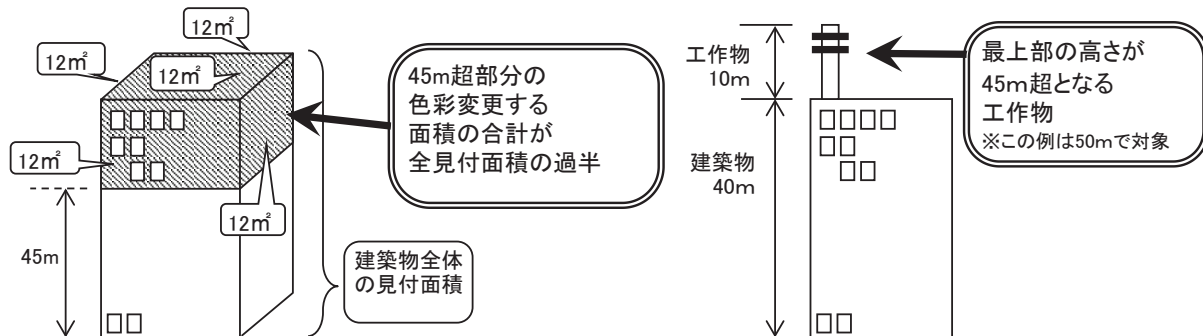 12㎡
12㎡
12㎡
12㎡
12㎡
45m
45m超部分の
色彩変更する
面積の合計が
全見付面積の過半
建築物全体
の見付面積
工作物
10m
建築物
40m
最上部の高さが
45m超となる
工作物
※この例は50mで対象